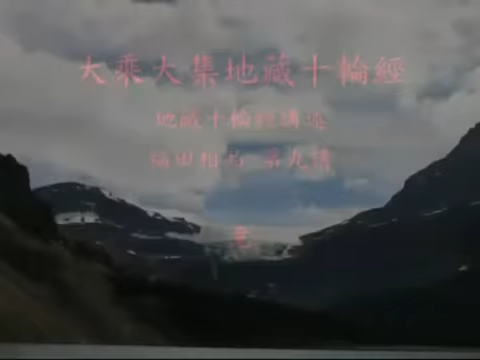 大乘大集地藏十輪經
地藏十輪經講述
福田相品 第九講